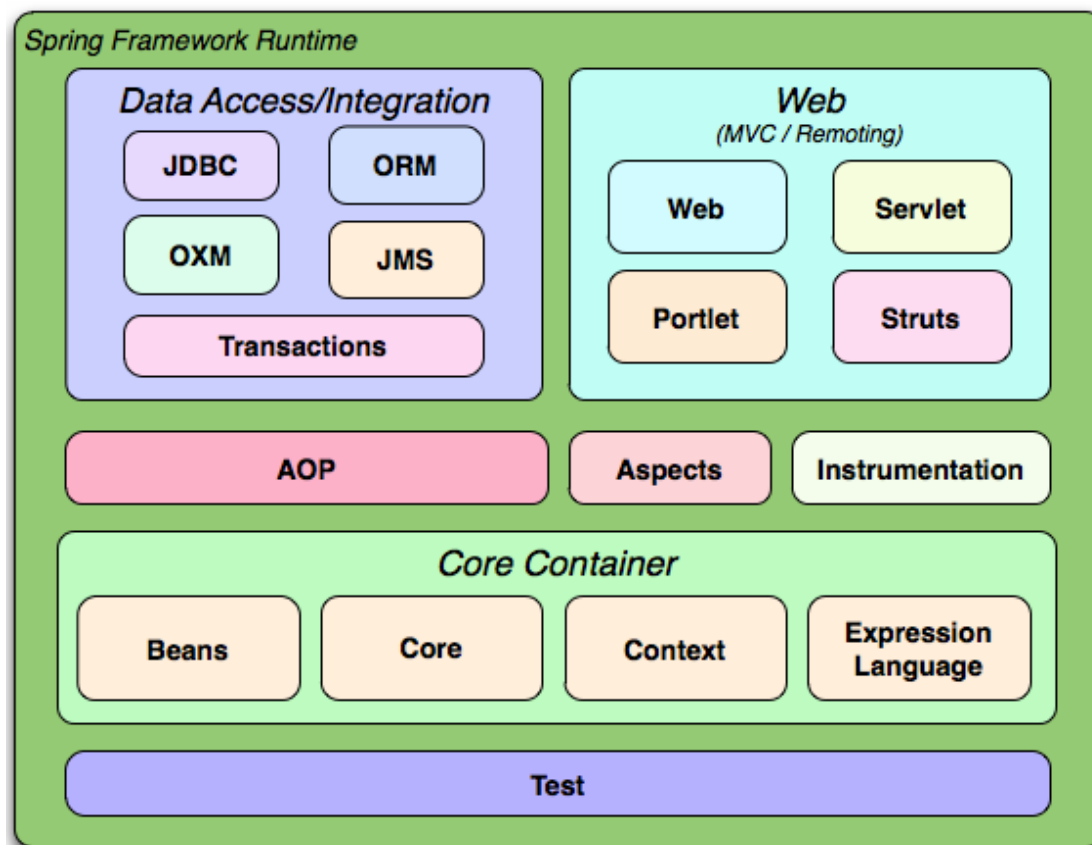 Spring Framework Runtime
Data Access/Integration
JDBC
ORM
OXM
JMS
Transactions
Web
(MVC / Remoting)
Web
Servlet
Portlet
Struts
AOP
Aspects
Instrumentation
Core Container
Beans
Core
Context
Expression
Language
Test